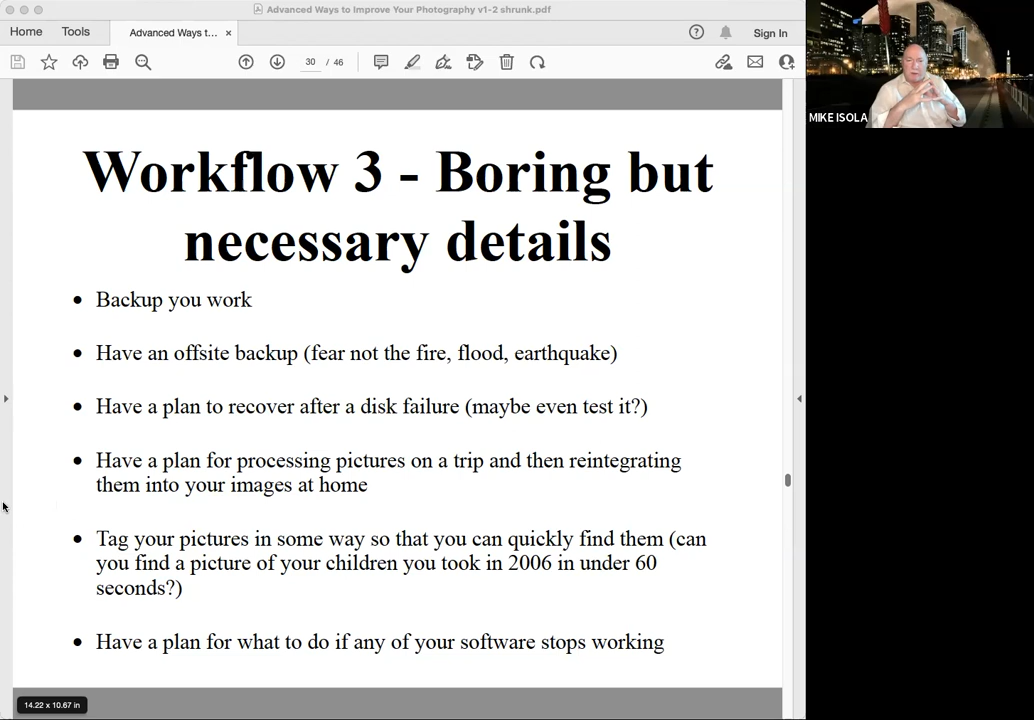 Advanced Ways to Improve Your Photography v1-2 shrunk.pdf
Home Tools Advanced Ways t... × Sign In
30 / 46
MIKE ISOLA
Workflow 3 - Boring but
necessary details
• Backup you work
• Have an offsite backup (fear not the fire, flood, earthquake)
• Have a plan to recover after a disk failure (maybe even test it?)
• Have a plan for processing pictures on a trip and then reintegrating
them into your images at home
• Tag your pictures in some way so that you can quickly find them (can
you find a picture of your children you took in 2006 in under 60
seconds?)
• Have a plan for what to do if any of your software stops working
14.22 x 10.67 in